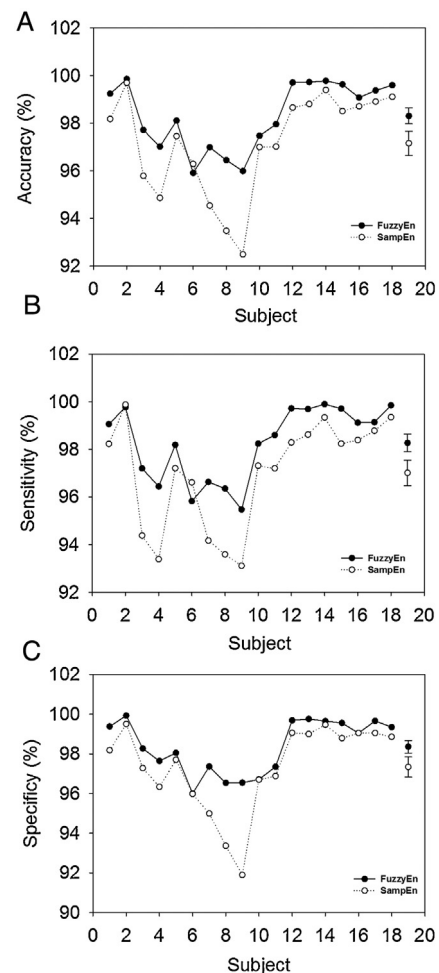 A
102
100
98
96
94
92
Accuracy (%)
FuzzyEn
SampEn
0 2 4 6 8 10 12 14 16 18 20
Subject
B
102
100
98
96
94
92
Sensitivity (%)
FuzzyEn
SampEn
0 2 4 6 8 10 12 14 16 18 20
Subject
C
102
100
98
96
94
92
90
Specificy (%)
FuzzyEn
SampEn
0 2 4 6 8 10 12 14 16 18 20
Subject